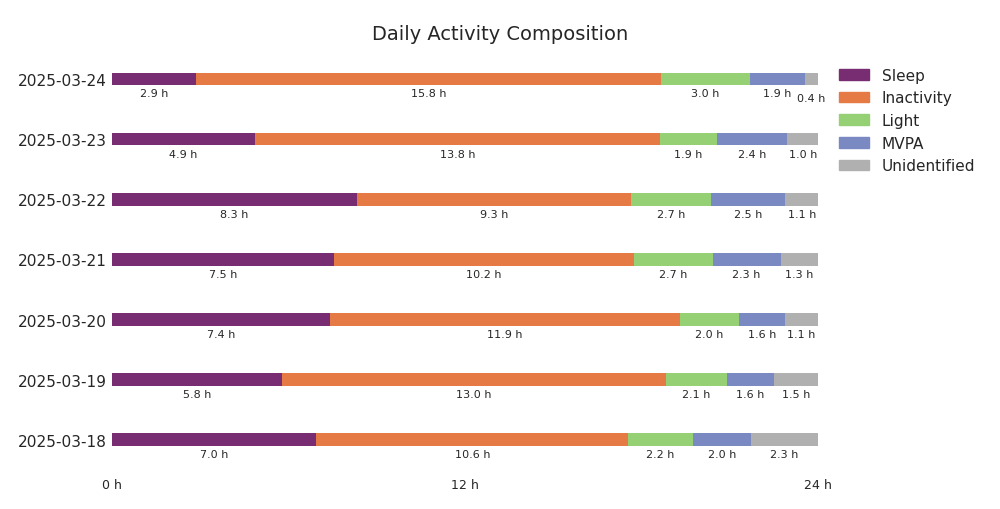 Daily Activity Composition
2025-03-24
2.9 h 15.8 h 3.0 h 1.9 h 0.4 h
2025-03-23
4.9 h 13.8 h 1.9 h 2.4 h 1.0 h
2025-03-22
8.3 h 9.3 h 2.7 h 2.5 h 1.1 h
2025-03-21
7.5 h 10.2 h 2.7 h 2.3 h 1.3 h
2025-03-20
7.4 h 11.9 h 2.0 h 1.6 h 1.1 h
2025-03-19
5.8 h 13.0 h 2.1 h 1.6 h 1.5 h
2025-03-18
7.0 h 10.6 h 2.2 h 2.0 h 2.3 h
0 h 12 h 24 h
Sleep
Inactivity
Light
MVPA
Unidentified